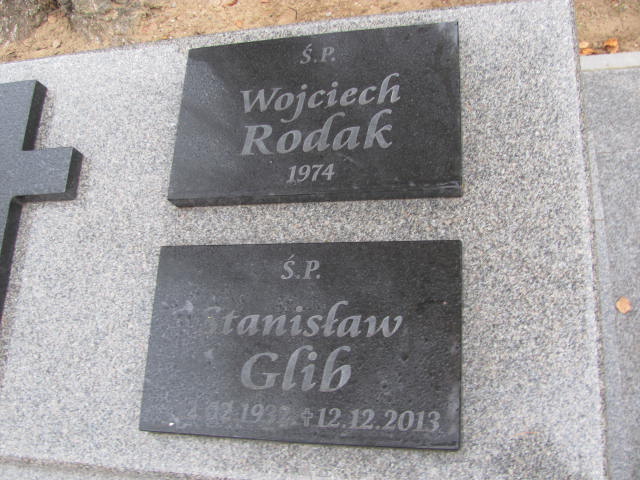 Ś.P.
Wojciech
Rodak
1974
Ś.P.
Stanisław
Glib
✝12.12.2013